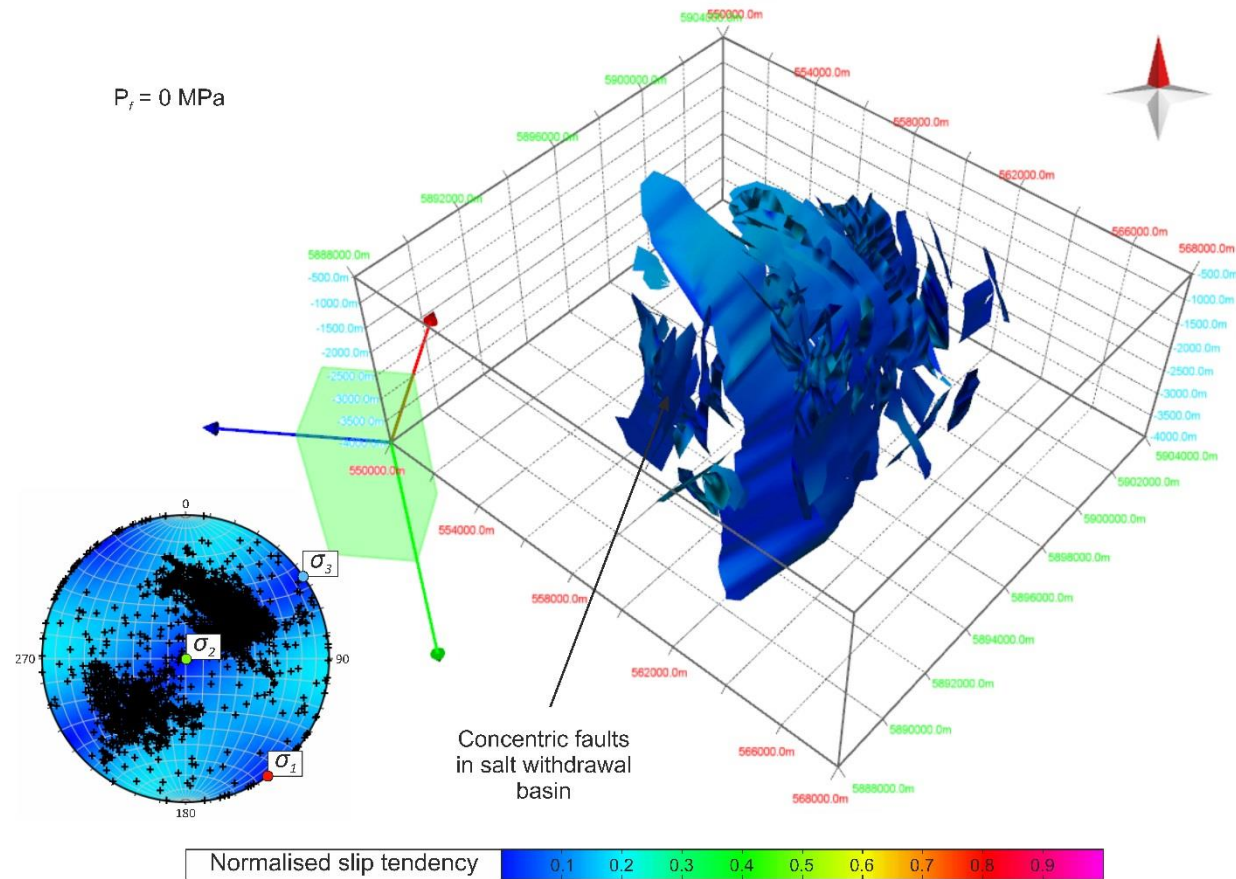 P_f = 0 MPa
5904000.0m
550000.0m
5900000.0m
554000.0m
5896000.0m
558000.0m
5892000.0m
562000.0m
5888000.0m
566000.0m
568000.0m
-500.0m
-1000.0m
-1500.0m
-2000.0m
-2500.0m
-3000.0m
-3500.0m
-4000.0m
-500.0m
-1000.0m
-1500.0m
-2000.0m
-2500.0m
-3000.0m
-3500.0m
-4000.0m
5904000.0m
5902000.0m
5900000.0m
5898000.0m
5896000.0m
5894000.0m
5892000.0m
5890000.0m
5888000.0m
550000.0m
554000.0m
558000.0m
562000.0m
566000.0m
568000.0m
0
σ3
σ2
270
90
σ1
180
Concentric faults
in salt withdrawal
basin
Normalised slip tendency 0.1 0.2 0.3 0.4 0.5 0.6 0.7 0.8 0.9